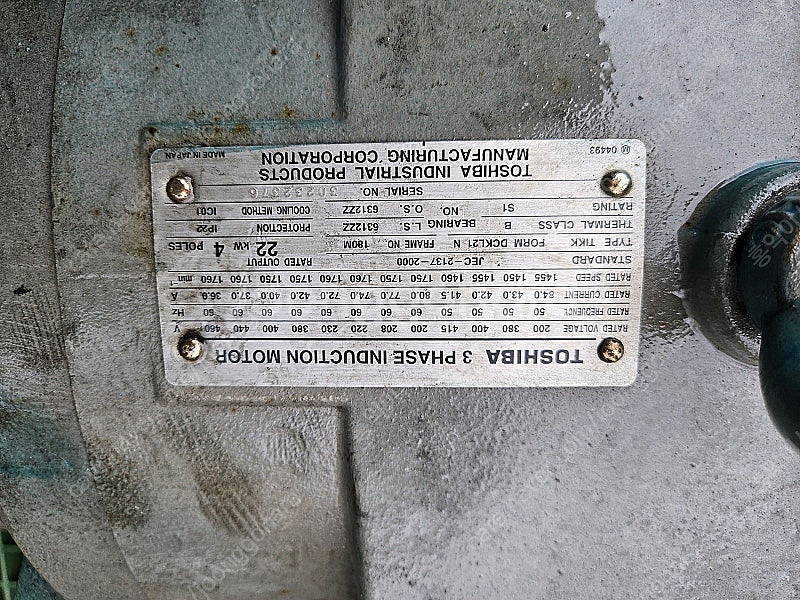 TOSHIBA 3 PHASE INDUCTION MOTOR
RATED VOLTAGE 200 380 400 415 200 208 220 230 380 400 440 460 V
RATED FREQUENCY 50 50 50 50 60 60 60 60 60 60 60 60 Hz
RATED CURRENT 84.0 43.0 42.0 41.5 80.0 77.0 74.0 72.0 42.0 40.0 37.0 36.0 A
RATED SPEED 1455 1450 1455 1460 1750 1750 1760 1760 1750 1750 1760 1760 min⁻¹
STANDARD JEC-2137-2000 RATED OUTPUT
TYPE TIKK FORM PCKL21 N FRAME NO. 180M 22 KW 4 POLES
THERMAL CLASS B BEARING L.S. 6312ZZ PROTECTION IP22
RATING S1 NO. O.S. 6312ZZ COOLING METHOD IC01
SERIAL NO.
TOSHIBA INDUSTRIAL PRODUCTS
MANUFACTURING CORPORATION
Ⓜ 04493
MADE IN JAPAN